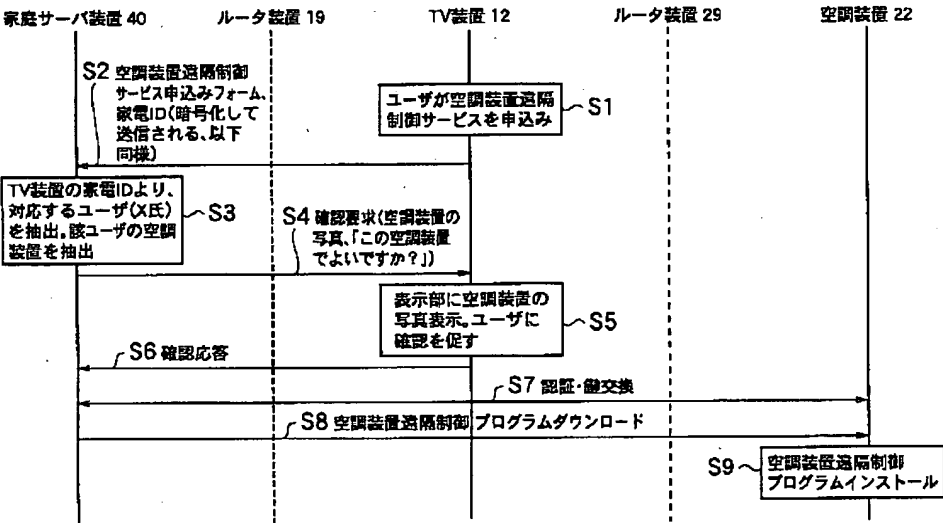 家庭サーバ装置 40
ルータ装置 19
TV装置 12
ルータ装置 29
空調装置 22
S1
ユーザが空調装置遠隔
制御サービスを申込み
S2 空調装置遠隔制御
サービス申込みフォーム、
家電ID(暗号化して
送信される、以下
同様)
TV装置の家電IDより、
対応するユーザ(X氏)
を抽出。該ユーザの空調
装置を抽出
S3
S4 確認要求(空調装置の
写真、「この空調装置
でよいですか?」)
表示部に空調装置の
写真表示。ユーザに
確認を促す
S5
S6 確認応答
S7 認証・鍵交換
S8 空調装置遠隔制御 プログラムダウンロード
S9
空調装置遠隔制御
プログラムインストール